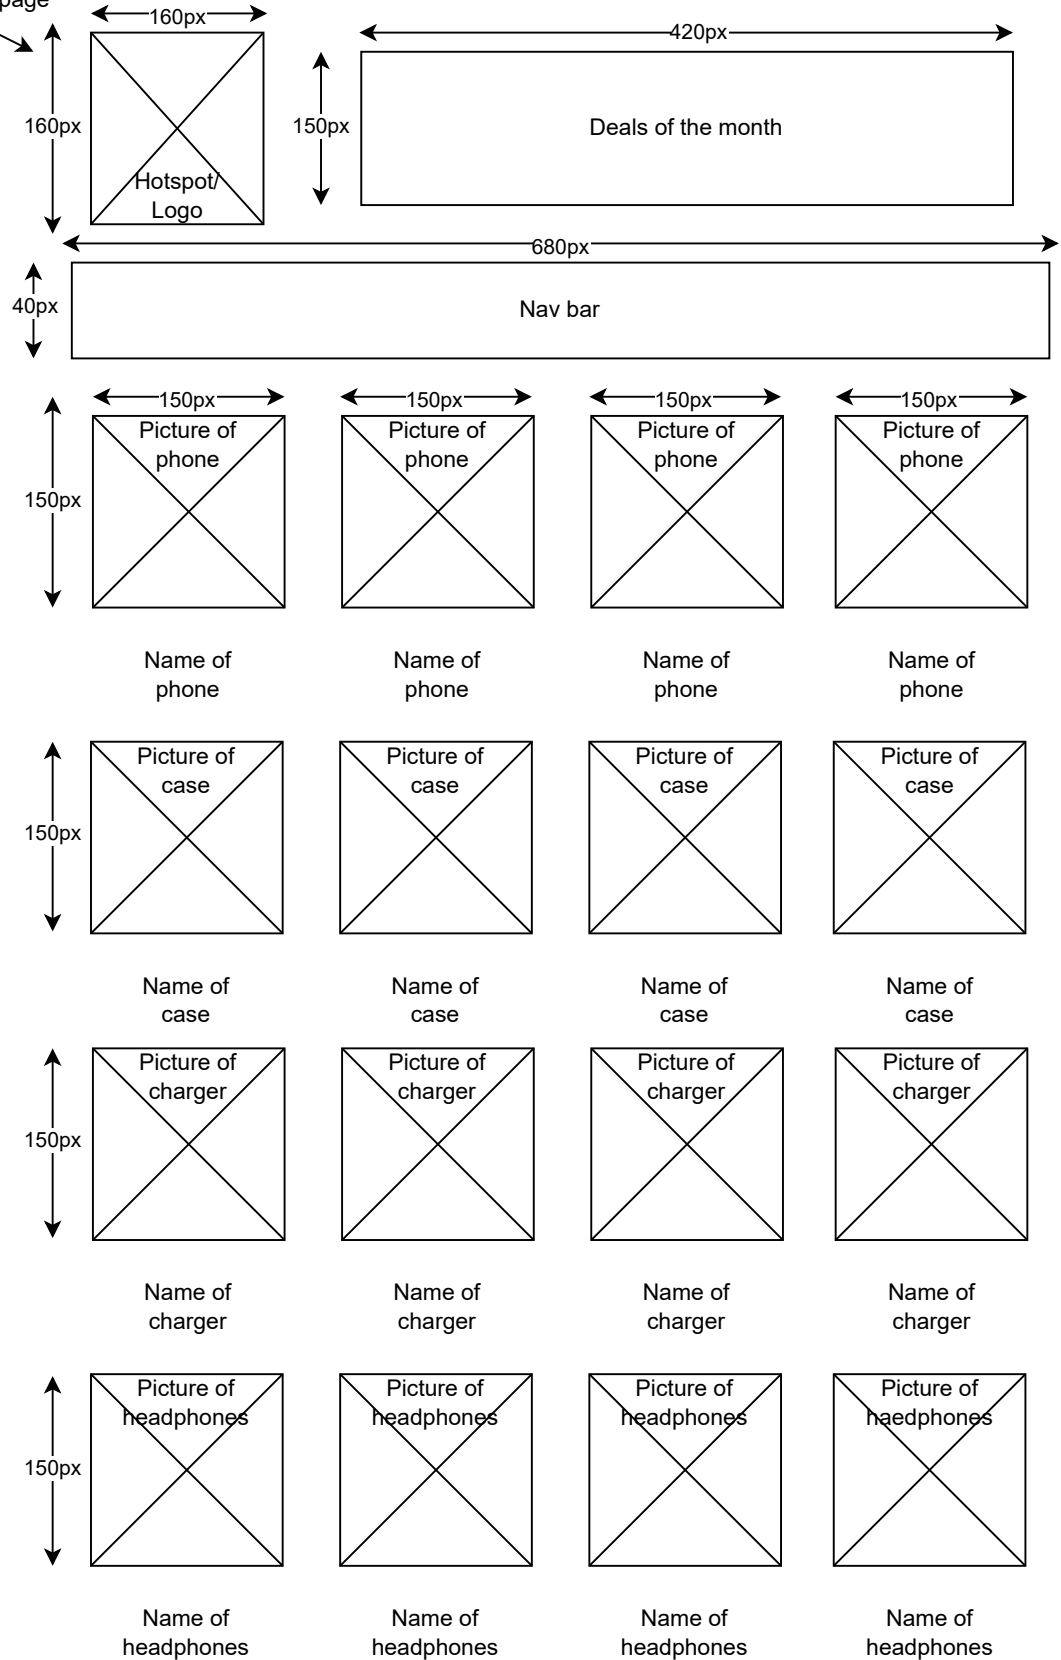 page
160px
420px
160px
150px
Deals of the month
Hotspot/
Logo
680px
40px
Nav bar
150px
150px
150px
150px
150px
Picture of
phone
Picture of
phone
Picture of
phone
Picture of
phone
Name of
phone
Name of
phone
Name of
phone
Name of
phone
150px
Picture of
case
Picture of
case
Picture of
case
Picture of
case
Name of
case
Name of
case
Name of
case
Name of
case
150px
Picture of
charger
Picture of
charger
Picture of
charger
Picture of
charger
Name of
charger
Name of
charger
Name of
charger
Name of
charger
150px
Picture of
headphones
Picture of
headphones
Picture of
headphones
Picture of
haedphones
Name of
headphones
Name of
headphones
Name of
headphones
Name of
headphones